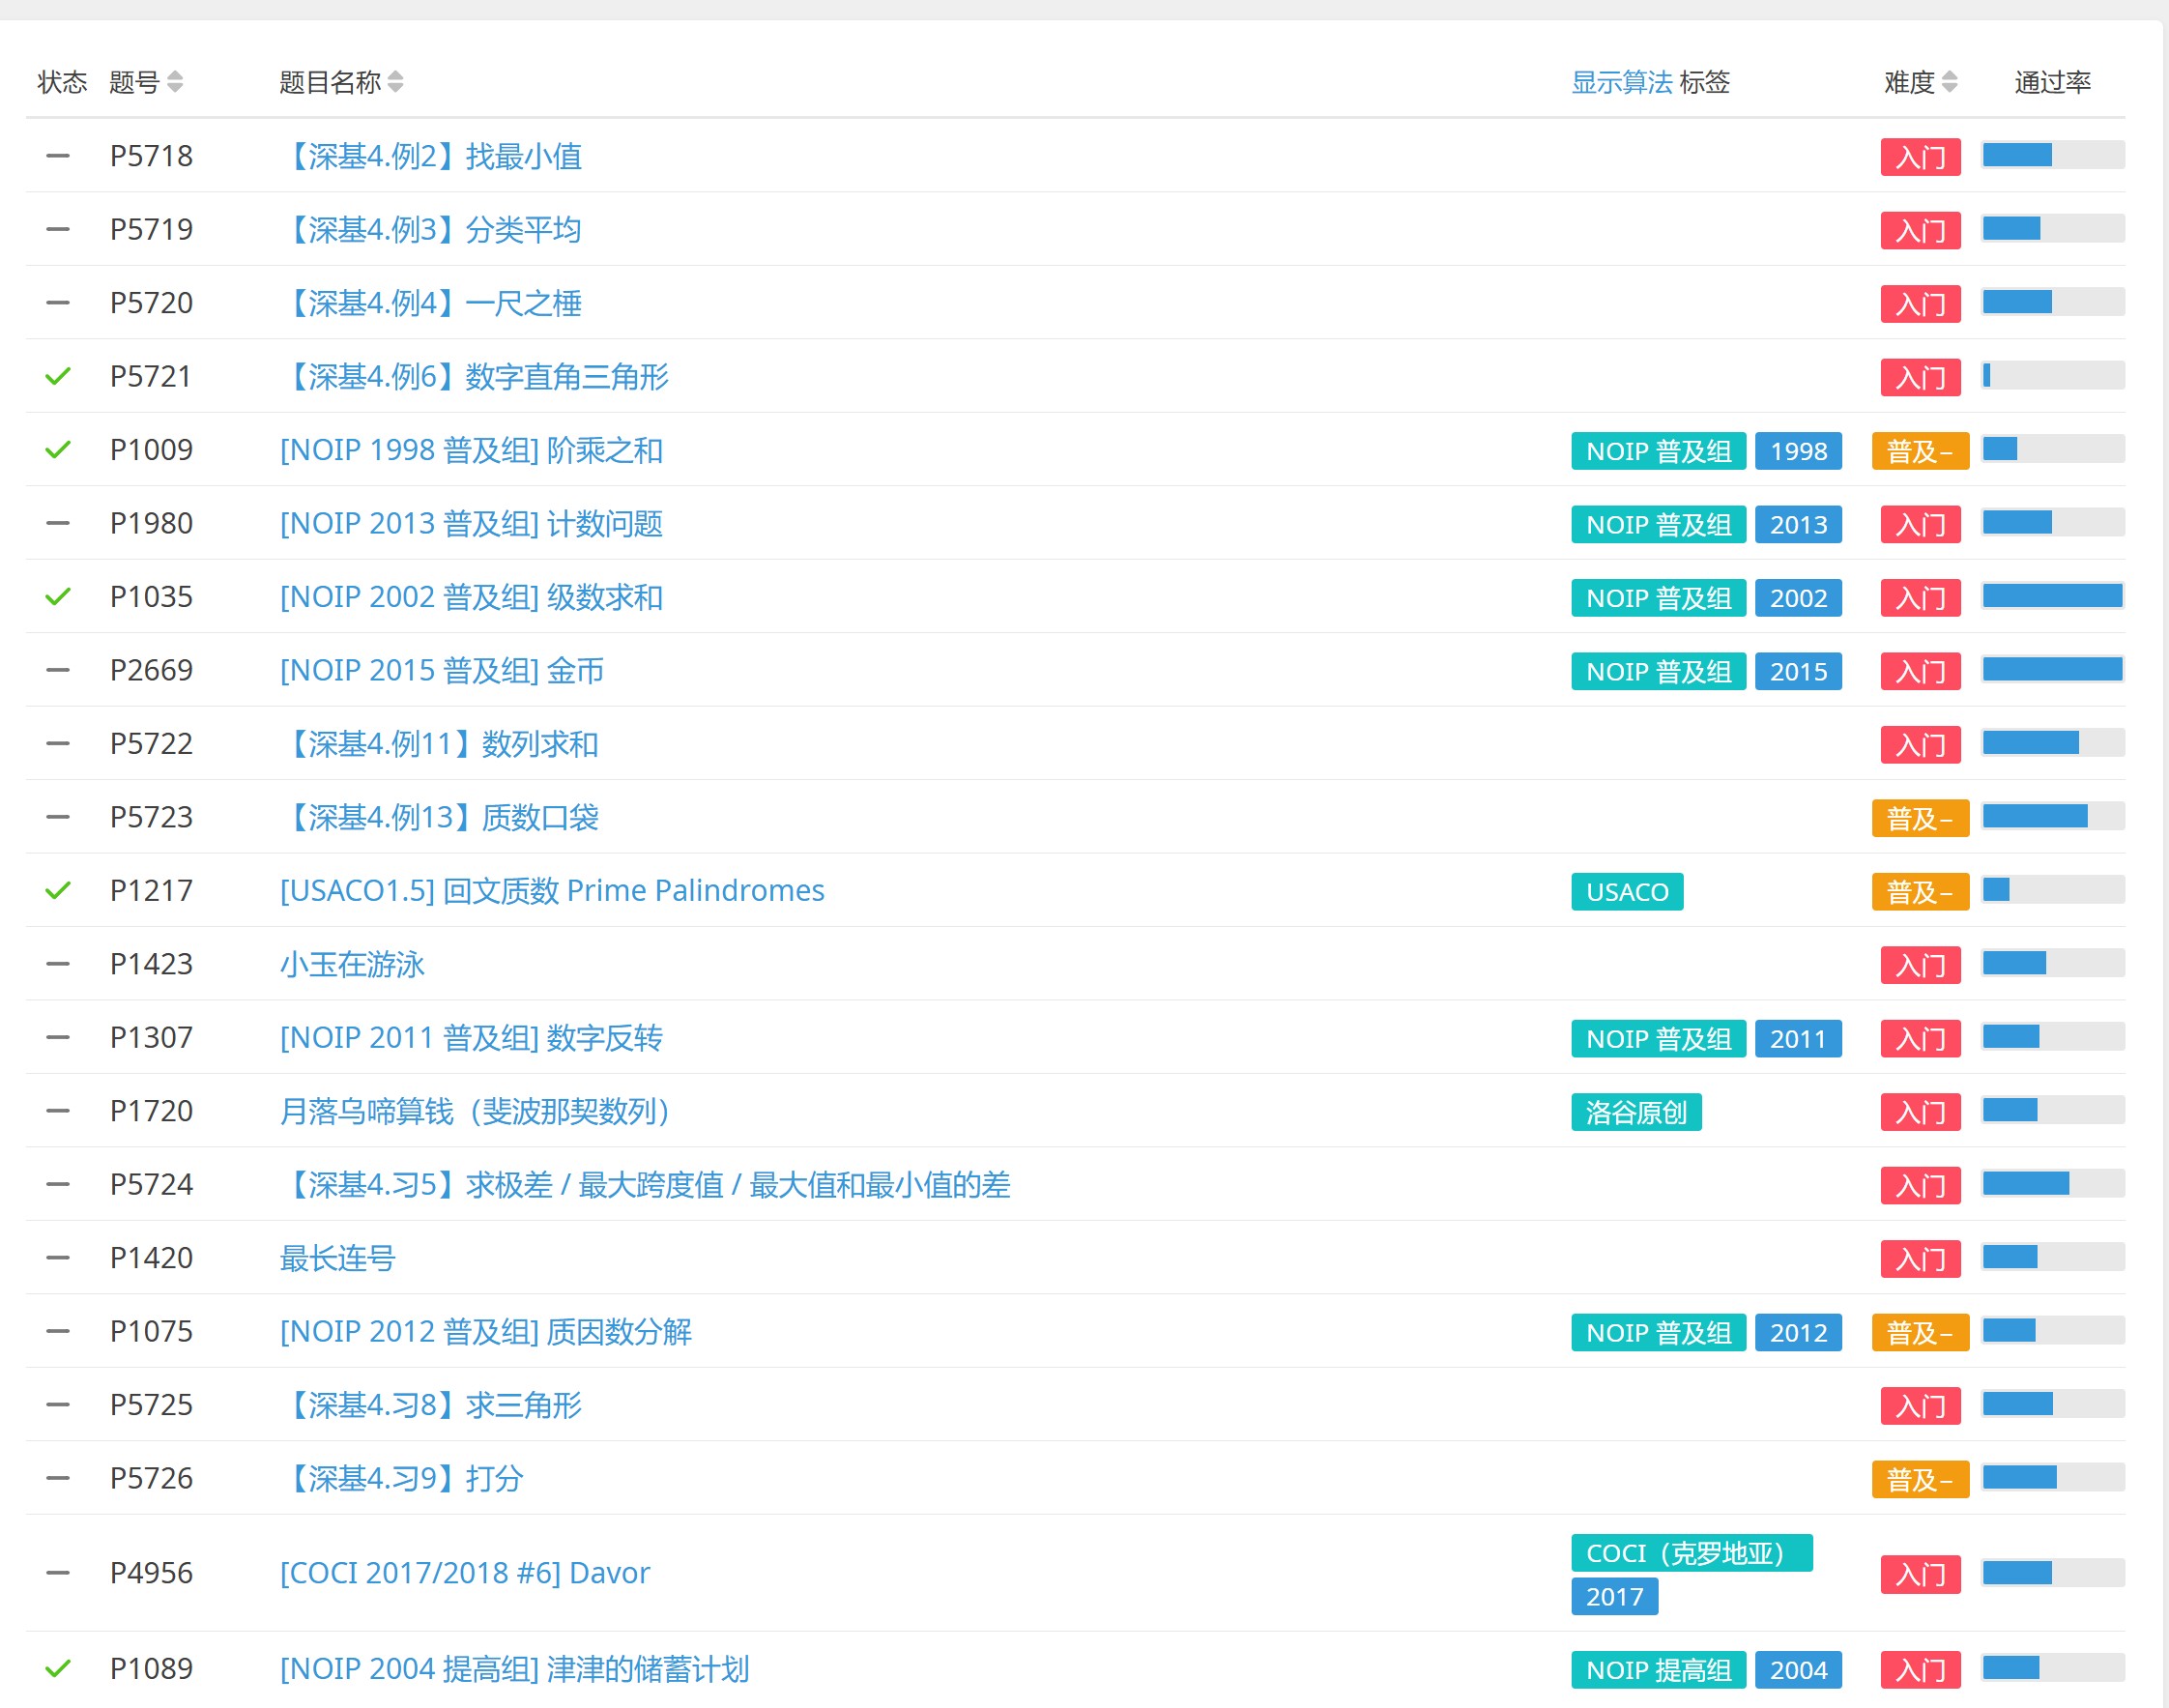 状态 题号 题目名称 显示算法 标签 难度 通过率
P5718 【深基4.例2】找最小值 入门
P5719 【深基4.例3】分类平均 入门
P5720 【深基4.例4】一尺之棰 入门
P5721 【深基4.例6】数字直角三角形 入门
P1009 [NOIP 1998 普及组] 阶乘之和 NOIP 普及组 1998 普及−
P1980 [NOIP 2013 普及组] 计数问题 NOIP 普及组 2013 入门
P1035 [NOIP 2002 普及组] 级数求和 NOIP 普及组 2002 入门
P2669 [NOIP 2015 普及组] 金币 NOIP 普及组 2015 入门
P5722 【深基4.例11】数列求和 入门
P5723 【深基4.例13】质数口袋 普及−
P1217 [USACO1.5] 回文质数 Prime Palindromes USACO 普及−
P1423 小玉在游泳 入门
P1307 [NOIP 2011 普及组] 数字反转 NOIP 普及组 2011 入门
P1720 月落乌啼算钱（斐波那契数列） 洛谷原创 入门
P5724 【深基4.习5】求极差 / 最大跨度值 / 最大值和最小值的差 入门
P1420 最长连号 入门
P1075 [NOIP 2012 普及组] 质因数分解 NOIP 普及组 2012 普及−
P5725 【深基4.习8】求三角形 入门
P5726 【深基4.习9】打分 普及−
P4956 [COCI 2017/2018 #6] Davor COCI（克罗地亚） 入门
2017
P1089 [NOIP 2004 提高组] 津津的储蓄计划 NOIP 提高组 2004 入门